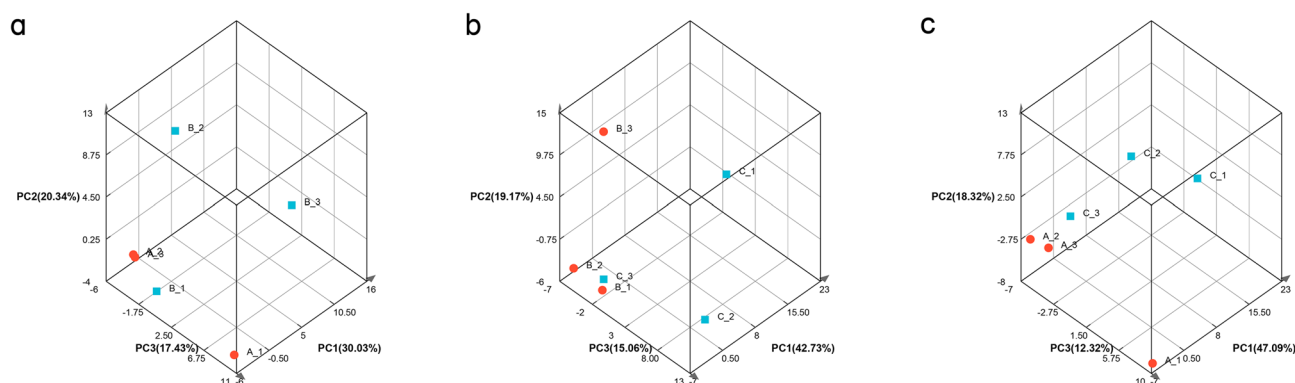 a
13
8.75
PC2(20.34%) 4.50
0.25
-4
-6
-1.75
2.50
PC3(17.43%)
6.75
11
-6
-0.50
PC1(30.03%)
5
10.50
16
B_2
B_3
A_2
A_3
B_1
A_1
b
15
9.75
PC2(19.17%) 4.50
-0.75
-6
-7
-2
3
PC3(15.06%)
8.00
13
-7
0.50
PC1(42.73%)
8
15.50
23
B_3
C_1
B_2
C_3
B_1
C_2
c
13
7.75
PC2(18.32%) 2.50
-2.75
-8
-7
-2.75
1.50
PC3(12.32%)
5.75
10
-7
0.50
PC1(47.09%)
8
15.50
23
C_2
C_1
C_3
A_2
A_3
A_1